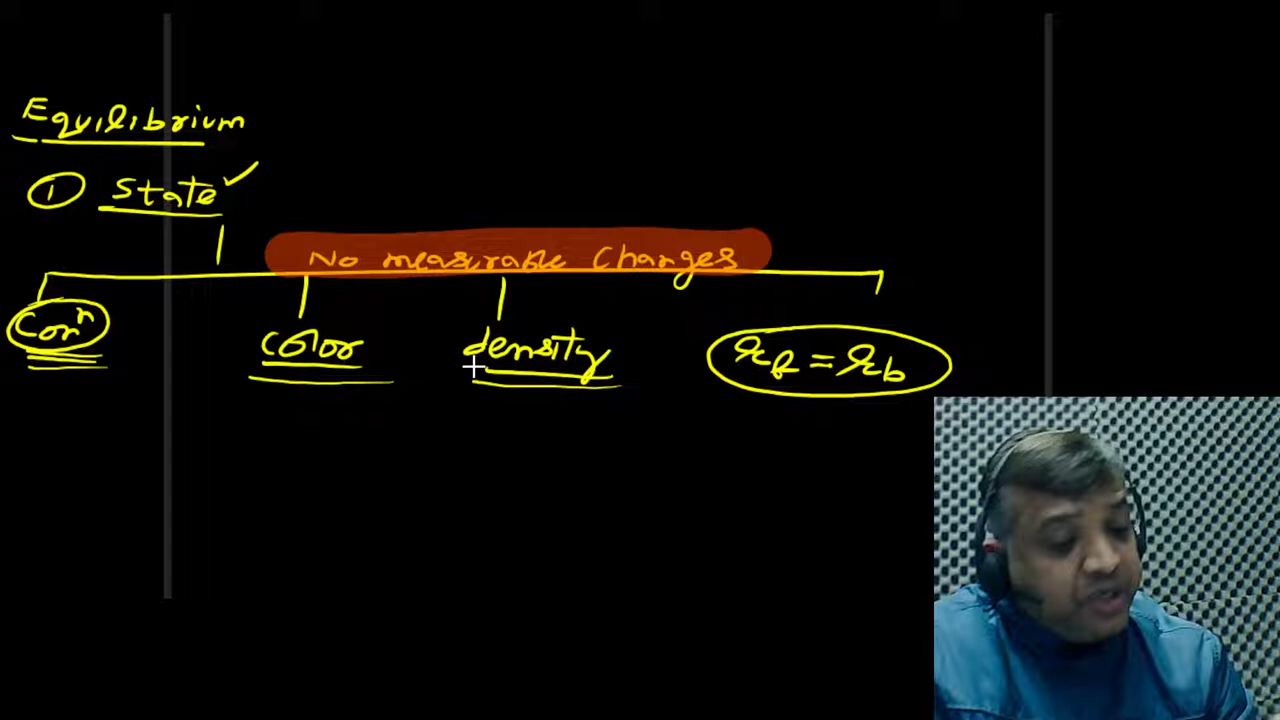 Equilibrium
① State ✓
No measurable Changes
Conⁿ color density r_f = r_b